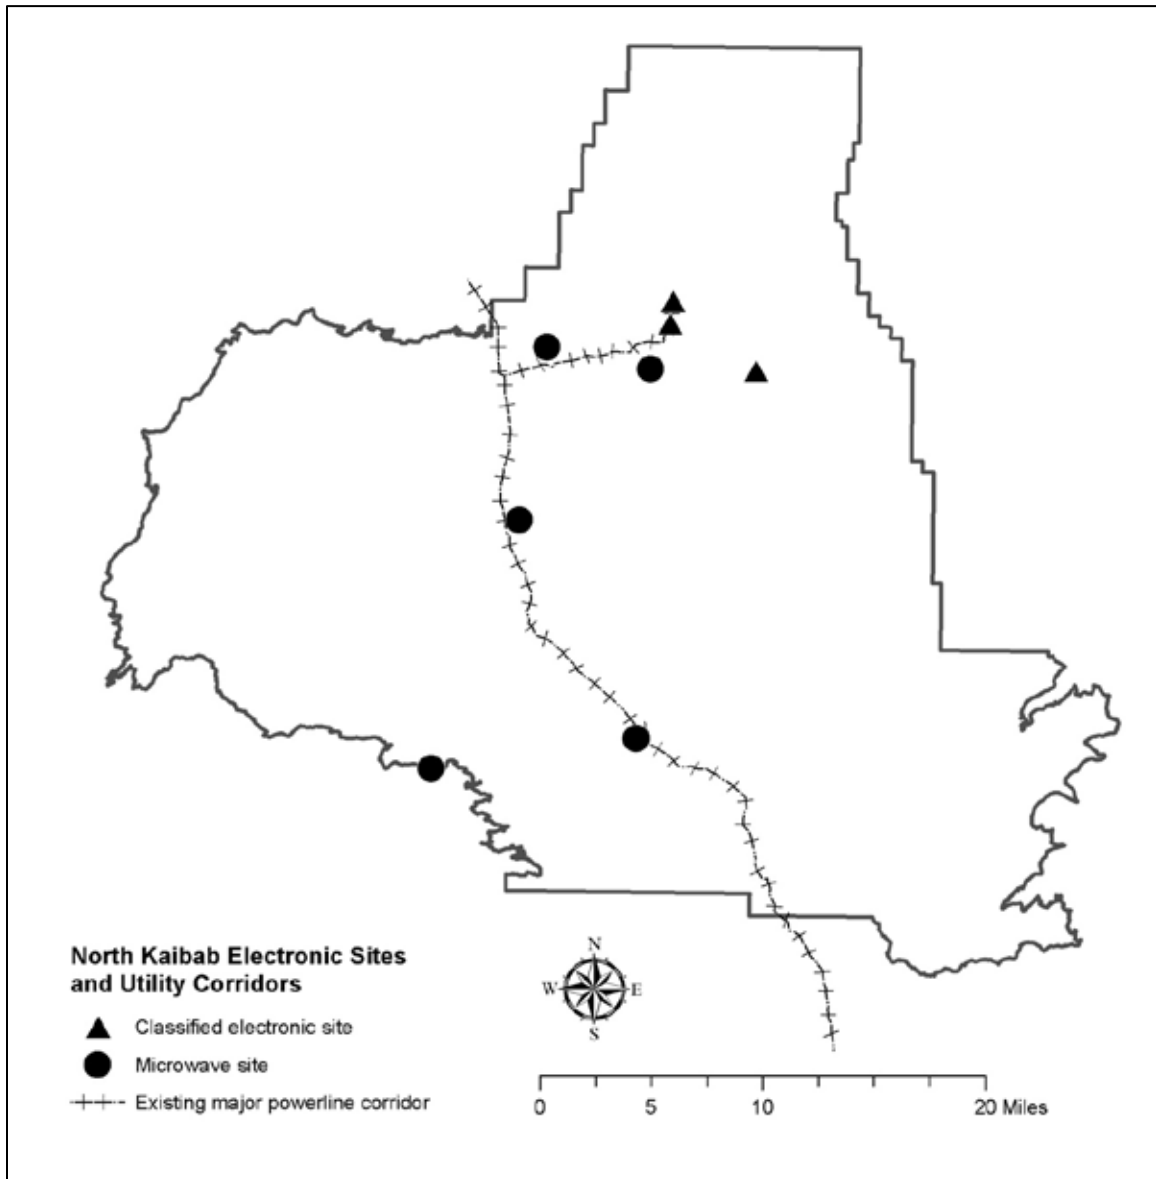 North Kaibab Electronic Sites
and Utility Corridors
Classified electronic site
Microwave site
Existing major powerline corridor
N
W E
S
0 5 10 20 Miles